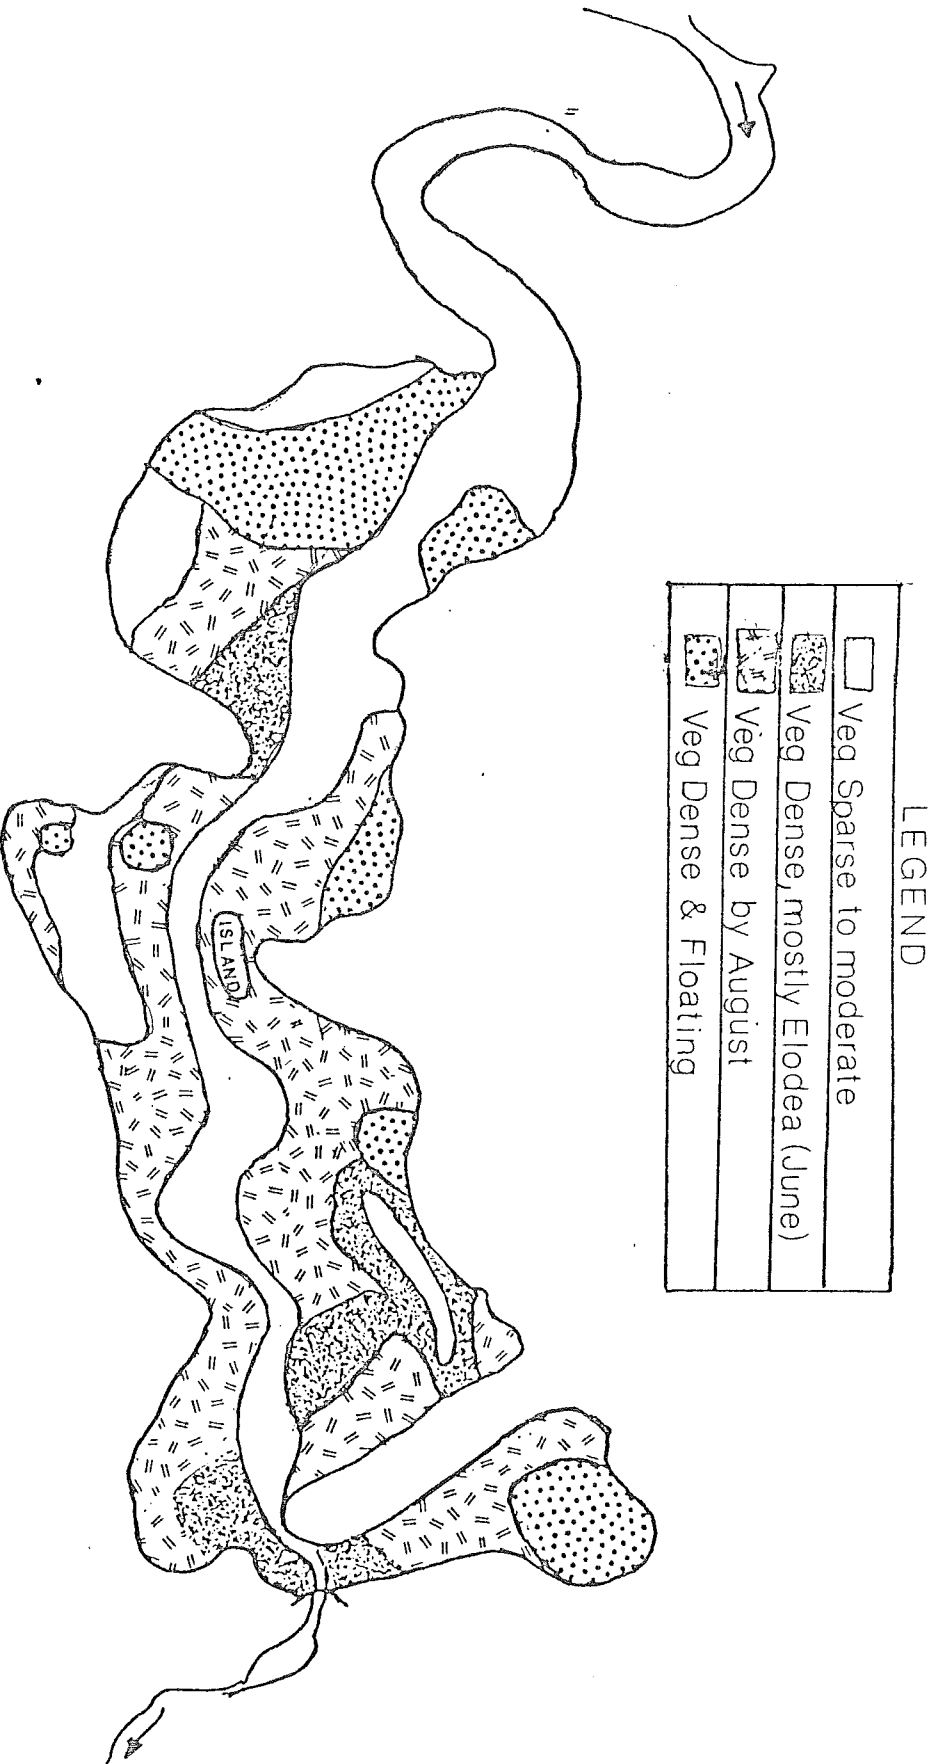 LEGEND
Veg Sparse to moderate
Veg Dense, mostly Elodea (June)
Veg Dense by August
Veg Dense & Floating
ISLAND